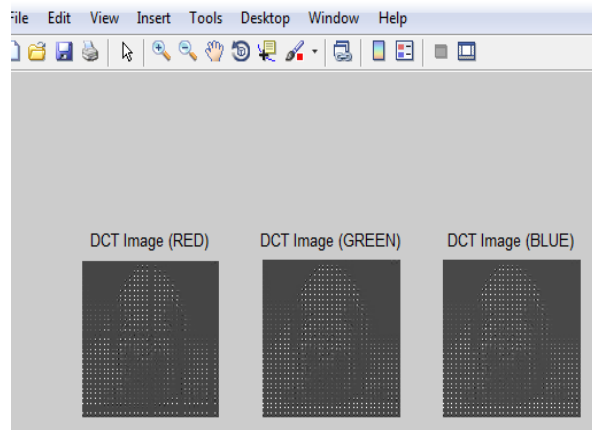 File Edit View Insert Tools Desktop Window Help
DCT Image (RED) DCT Image (GREEN) DCT Image (BLUE)